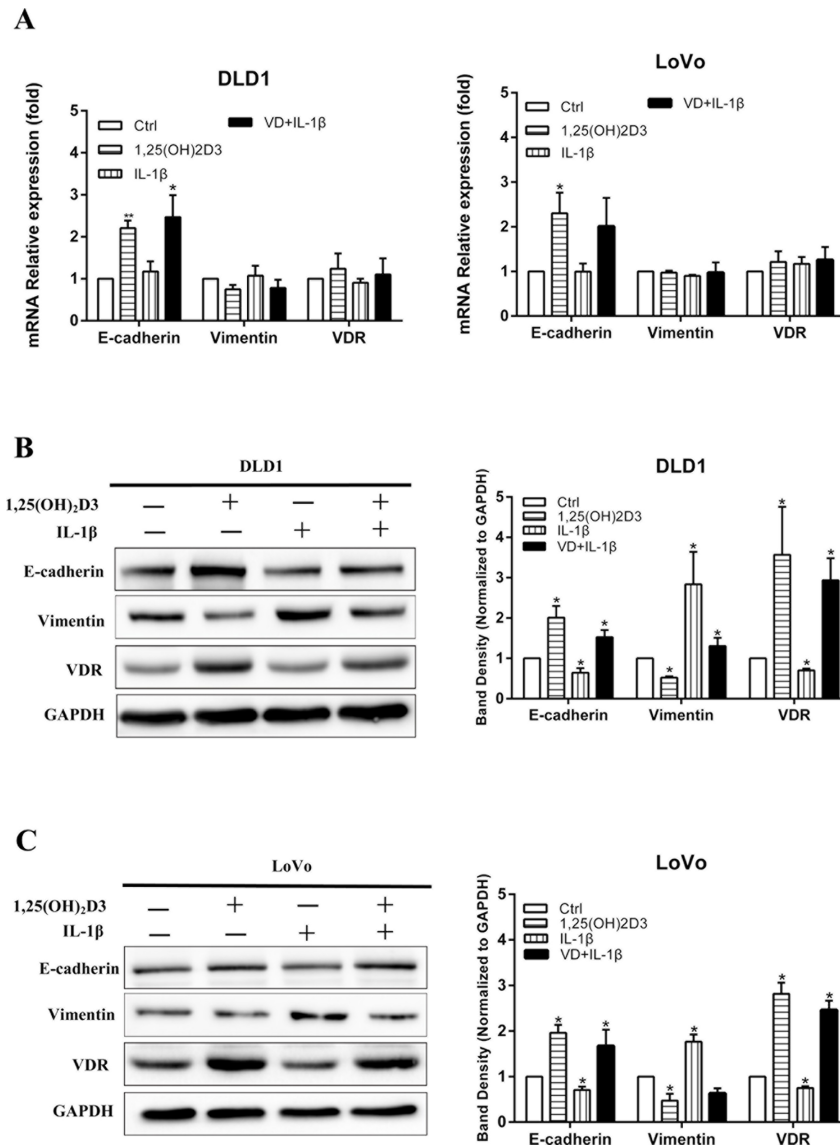 A
DLD1
mRNA Relative expression (fold)
5
4
3
2
1
0
Ctrl
1,25(OH)2D3
IL-1β
VD+IL-1β
**
*
E-cadherin Vimentin VDR
LoVo
mRNA Relative expression (fold)
5
4
3
2
1
0
Ctrl
1,25(OH)2D3
IL-1β
VD+IL-1β
*
E-cadherin Vimentin VDR
B
DLD1
1,25(OH)₂D3 — + — +
IL-1β — — + +
E-cadherin
Vimentin
VDR
GAPDH
DLD1
Band Density (Normalized to GAPDH)
5
4
3
2
1
0
Ctrl
1,25(OH)2D3
IL-1β
VD+IL-1β
* * * * * * * * *
E-cadherin Vimentin VDR
C
LoVo
1,25(OH)₂D3 — + — +
IL-1β — — + +
E-cadherin
Vimentin
VDR
GAPDH
LoVo
Band Density (Normalized to GAPDH)
5
4
3
2
1
0
Ctrl
1,25(OH)2D3
IL-1β
VD+IL-1β
* * * * * * * *
E-cadherin Vimentin VDR